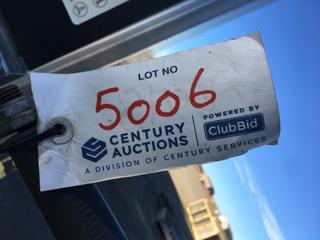 LOT NO
5006
CENTURY
AUCTIONS
POWERED BY
ClubBid
A DIVISION OF CENTURY SERVICES